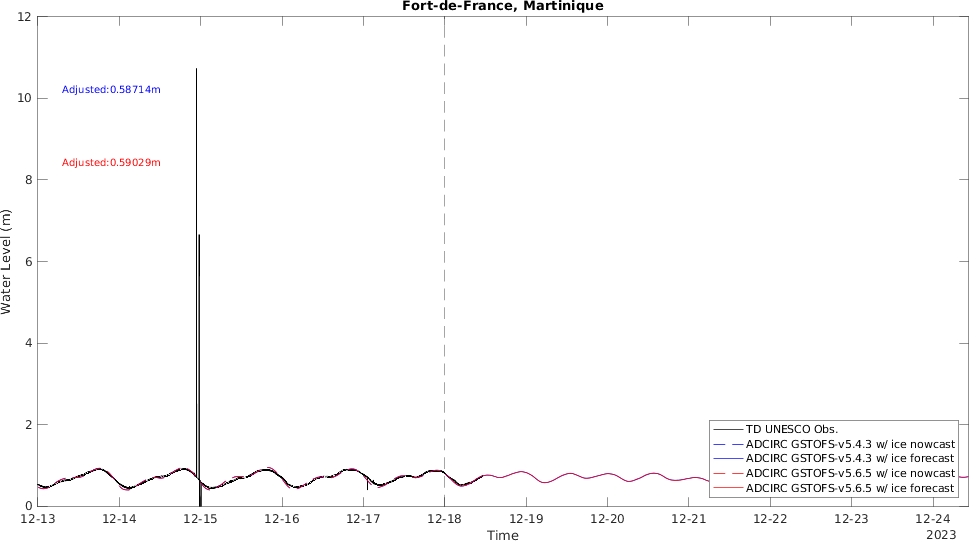 Fort-de-France, Martinique
12
10
8
6
4
2
0
Water Level (m)
Adjusted:0.58714m
Adjusted:0.59029m
TD UNESCO Obs.
ADCIRC GSTOFS-v5.4.3 w/ ice nowcast
ADCIRC GSTOFS-v5.4.3 w/ ice forecast
ADCIRC GSTOFS-v5.6.5 w/ ice nowcast
ADCIRC GSTOFS-v5.6.5 w/ ice forecast
12-13 12-14 12-15 12-16 12-17 12-18 12-19 12-20 12-21 12-22 12-23 12-24
Time
2023